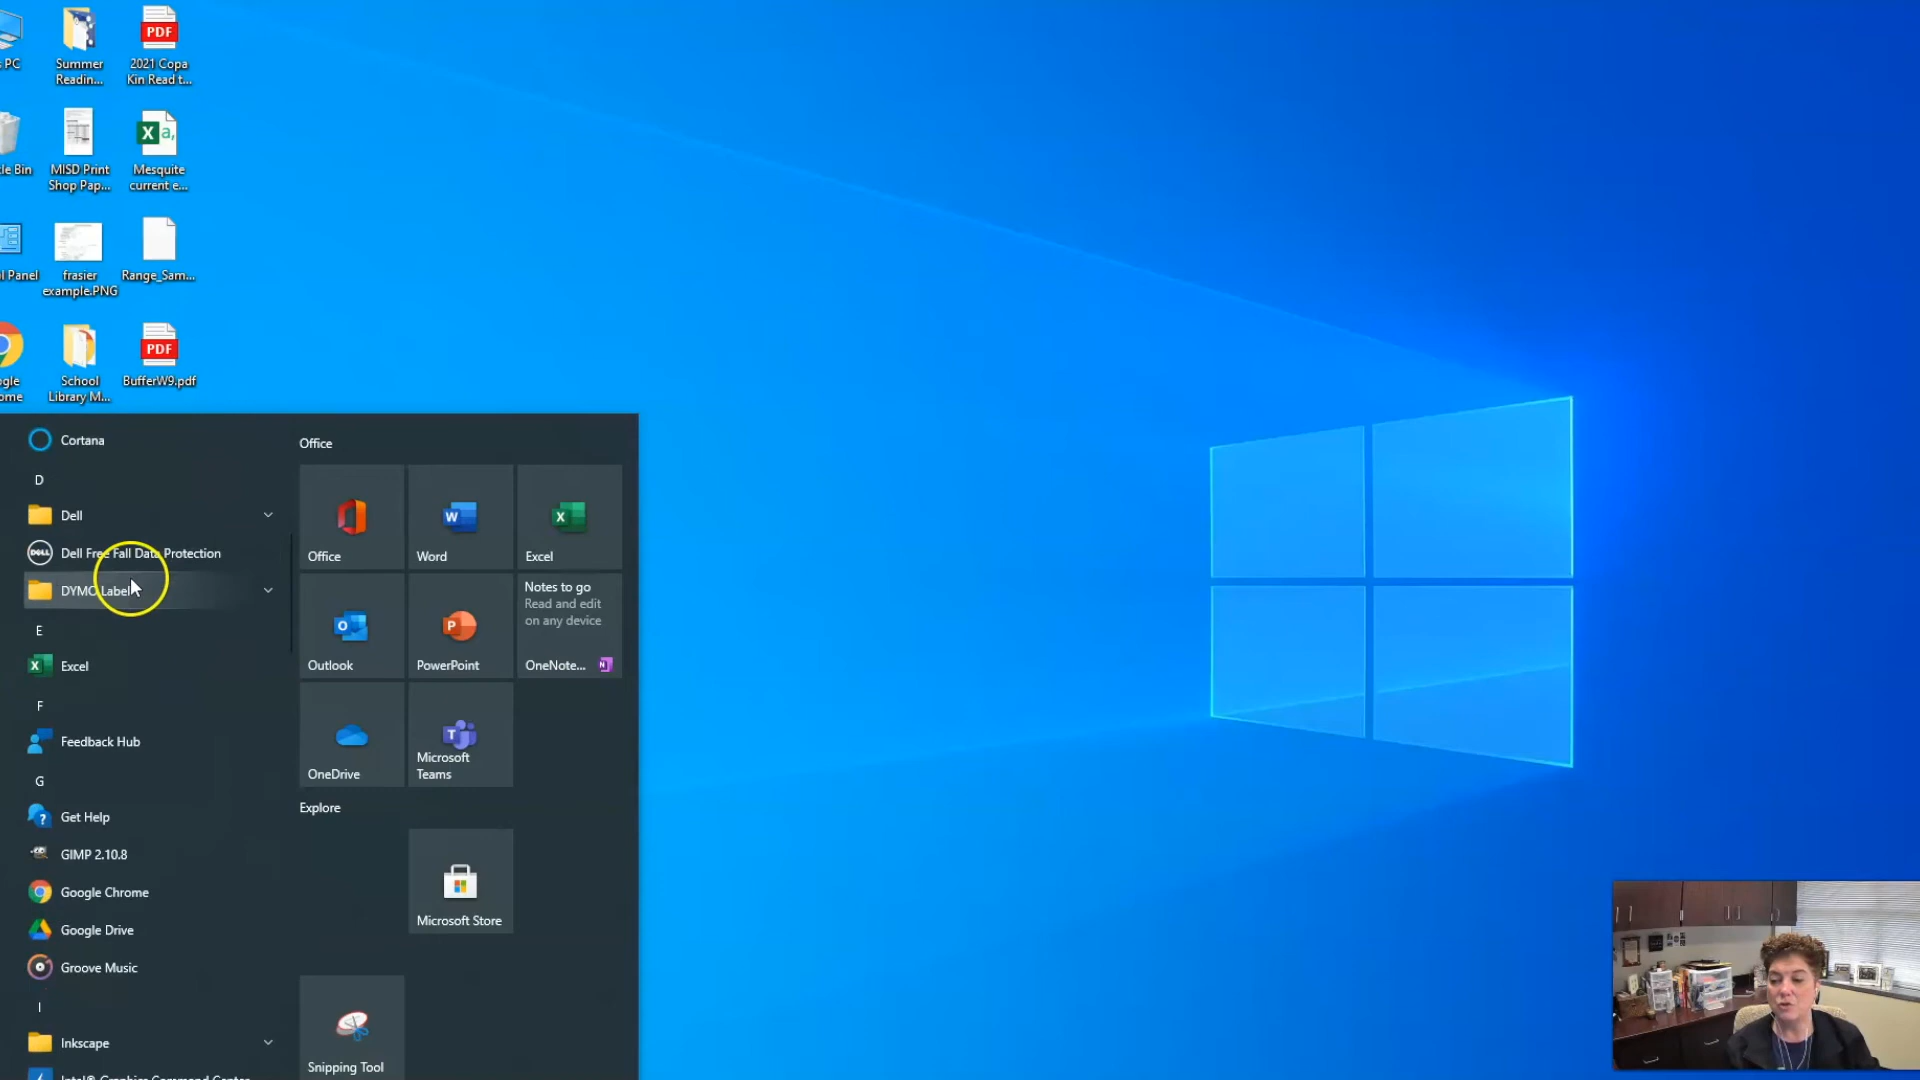 PC
Summer
Readin...
PDF
2021 Copa
Kin Read t...
Bin
MISD Print
Shop Pap...
X a,
Mesquite
current e...
Panel
frasier
example.PNG
Range_Sam...
School
Library M...
PDF
BufferW9.pdf
Cortana
D
Dell
DELL
Dell Free Fall Data Protection
DYMO Label
E
X
Excel
F
Feedback Hub
G
?
Get Help
GIMP 2.10.8
Google Chrome
Google Drive
Groove Music
I
Inkscape
Office
Office
W
Word
X
Excel
O
Outlook
P
PowerPoint
Notes to go
Read and edit
on any device
OneNote...
N
OneDrive
T
Microsoft
Teams
Explore
Microsoft Store
Snipping Tool